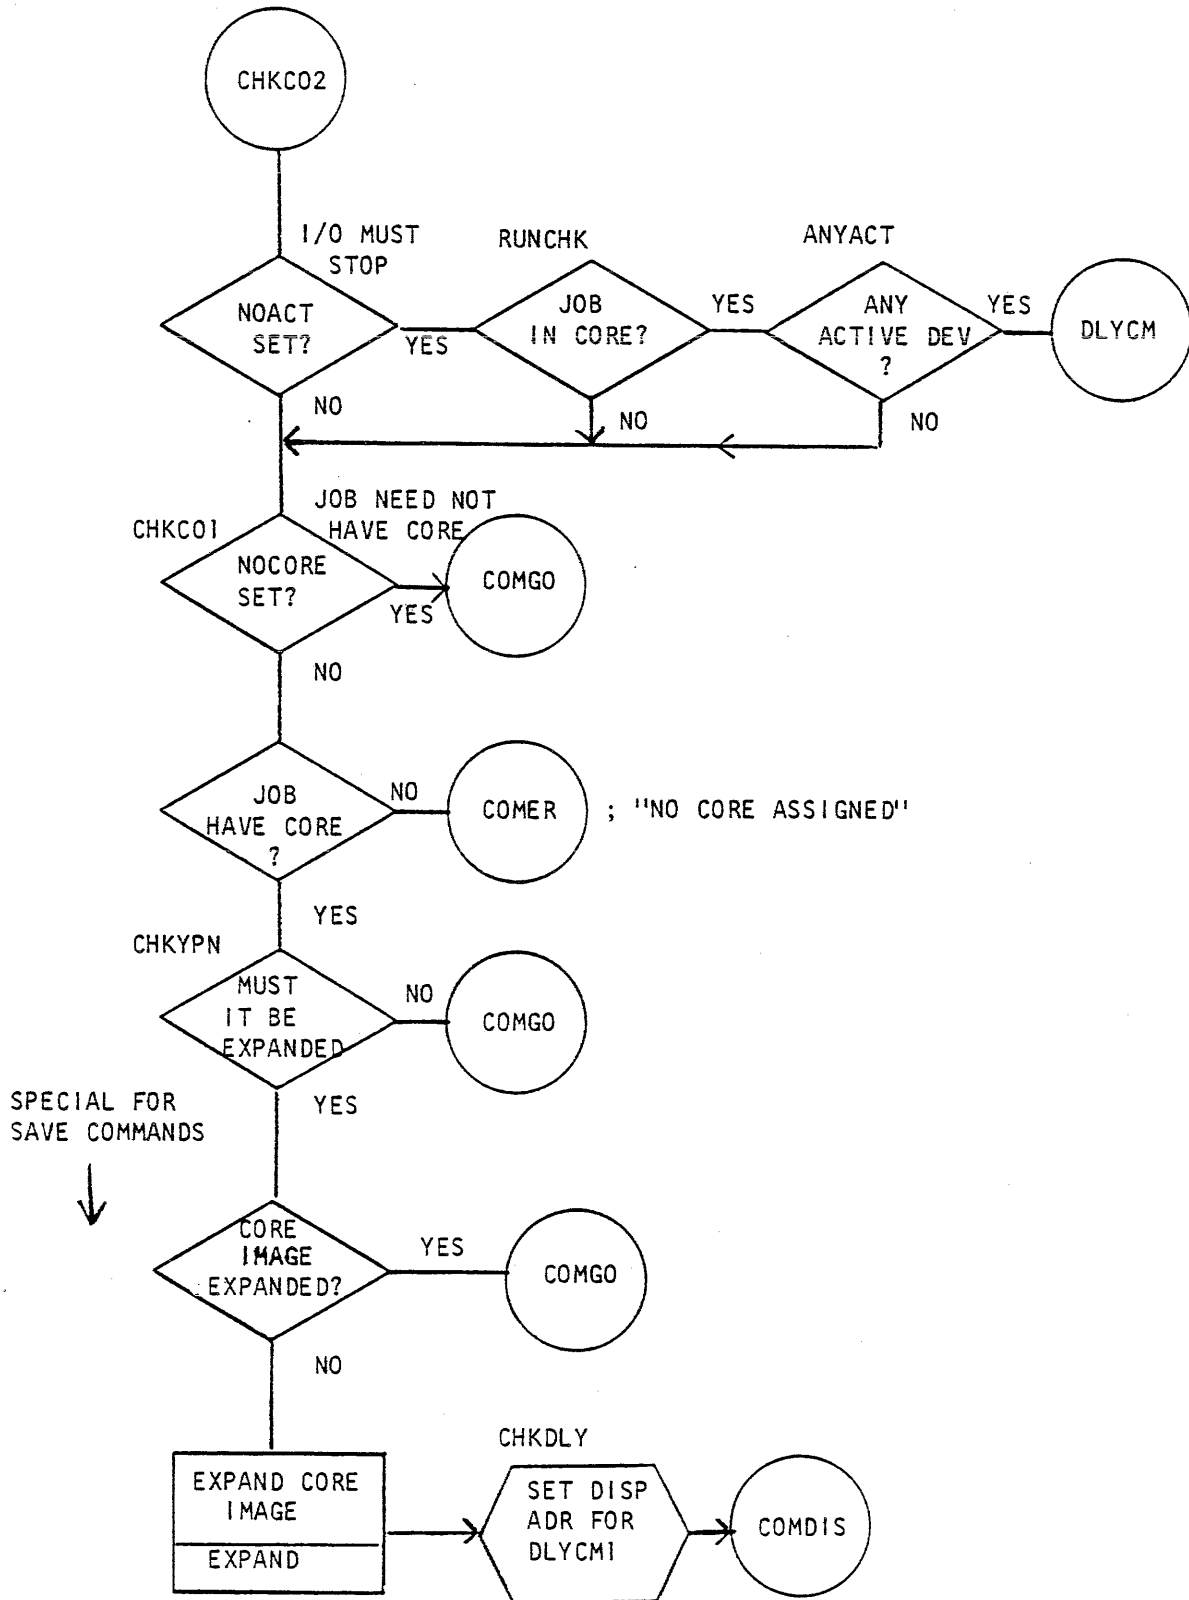 CHKCO2
I/O MUST
STOP
RUNCHK
ANYACT
NOACT
SET?
YES
JOB
IN CORE?
YES
ANY
ACTIVE DEV
?
YES
DLYCM
NO
NO
NO
JOB NEED NOT
HAVE CORE
CHKCO1
NOCORE
SET?
YES
COMGO
NO
JOB
HAVE CORE
?
NO
COMER
; "NO CORE ASSIGNED"
YES
CHKYPN
MUST
IT BE
EXPANDED
NO
COMGO
YES
SPECIAL FOR
SAVE COMMANDS
CORE
IMAGE
EXPANDED?
YES
COMGO
NO
CHKDLY
EXPAND CORE
IMAGE
EXPAND
SET DISP
ADR FOR
DLYCM1
COMDIS